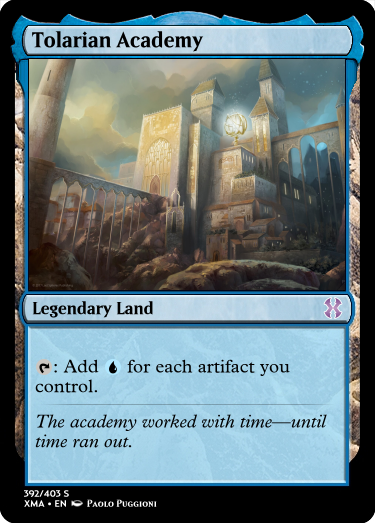 Tolarian Academy
Legendary Land
: Add for each artifact you
control.
The academy worked with time—until
time ran out.
392/403 S
XMA • EN Paolo Puggioni